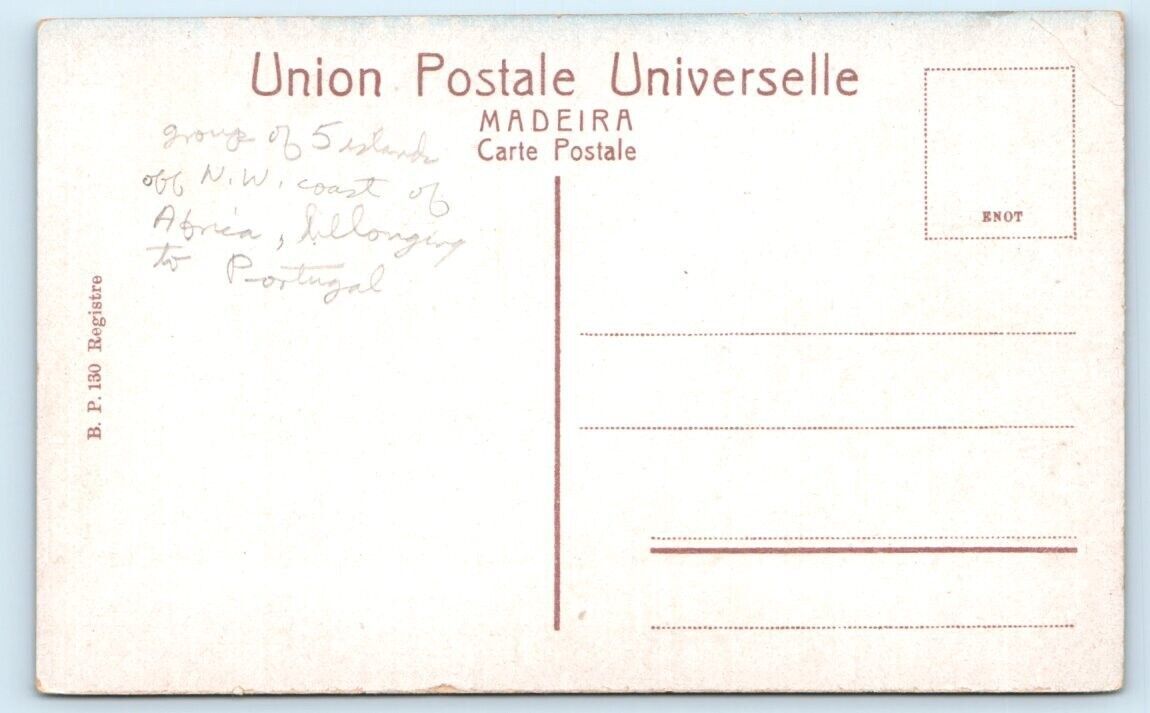 Union Postale Universelle
MADEIRA
Carte Postale
ENOT
group of 5 islands
off N.W. coast of
Africa, belonging
to Portugal
B. P. 130 Registre